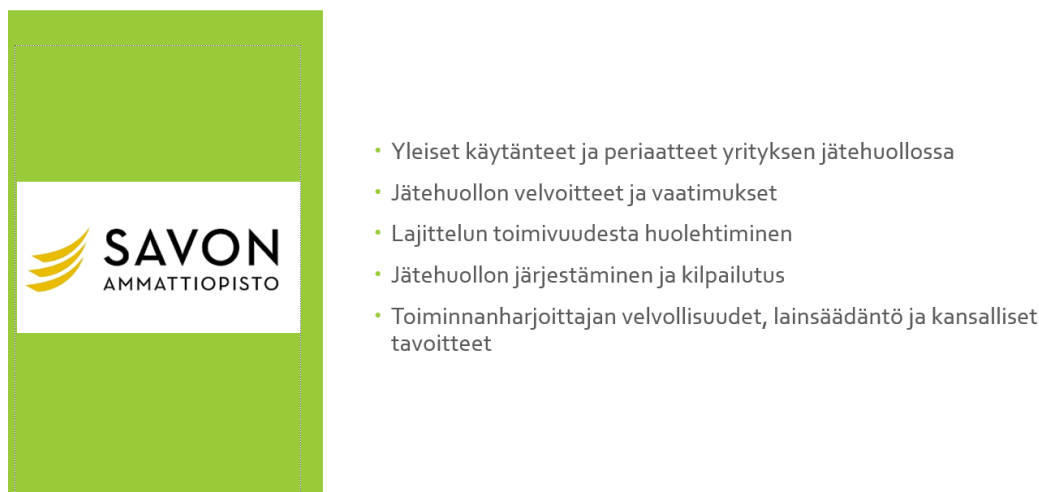 SAVON
AMMATTIOPISTO
• Yleiset käytänteet ja periaatteet yrityksen jätehuollossa
• Jätehuollon velvoitteet ja vaatimukset
• Lajittelun toimivuudesta huolehtiminen
• Jätehuollon järjestäminen ja kilpailutus
• Toiminnanharjoittajan velvollisuudet, lainsäädäntö ja kansalliset
tavoitteet